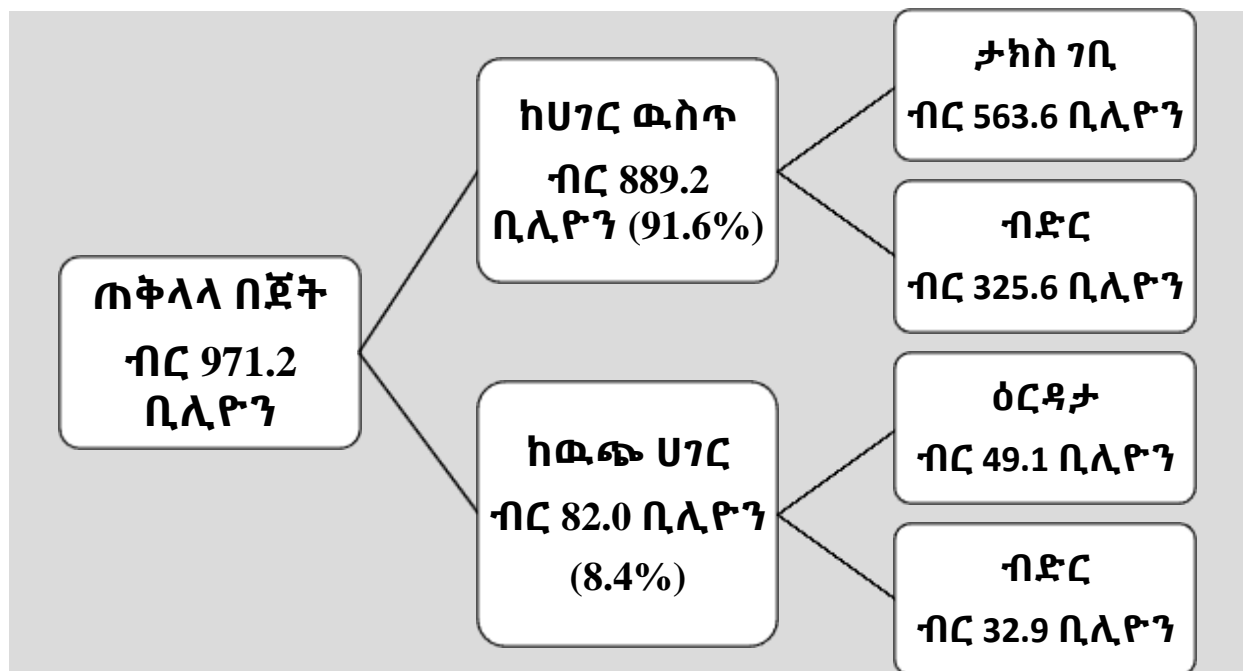 ጠቅላላ በጀት
ብር 971.2
ቢሊዮን
ከሀገር ዉስጥ
ብር 889.2
ቢሊዮን (91.6%)
ከዉጭ ሀገር
ብር 82.0 ቢሊዮን
(8.4%)
ታክስ ገቢ
ብር 563.6 ቢሊዮን
ብድር
ብር 325.6 ቢሊዮን
ዕርዳታ
ብር 49.1 ቢሊዮን
ብድር
ብር 32.9 ቢሊዮን